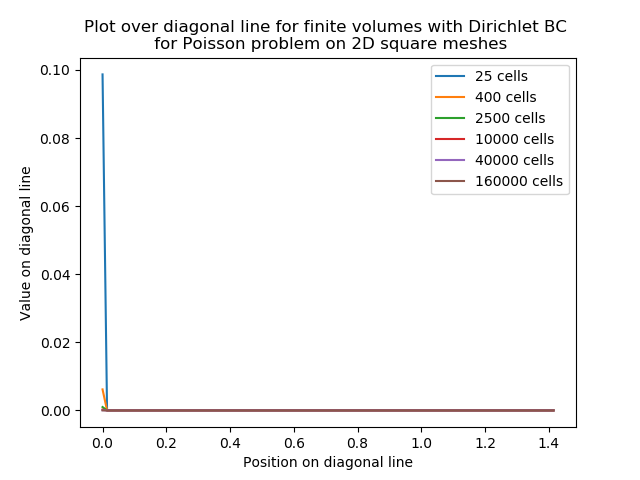 Plot over diagonal line for finite volumes with Dirichlet BC
for Poisson problem on 2D square meshes
25 cells
400 cells
2500 cells
10000 cells
40000 cells
160000 cells
Value on diagonal line
0.10
0.08
0.06
0.04
0.02
0.00
0.0 0.2 0.4 0.6 0.8 1.0 1.2 1.4
Position on diagonal line